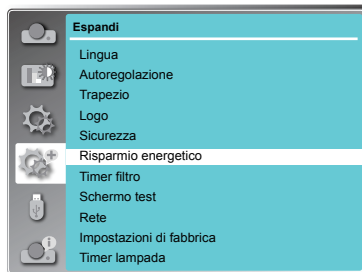 Espandi
Lingua
Autoregolazione
Trapezio
Logo
Sicurezza
Risparmio energetico
Timer filtro
Schermo test
Rete
Impostazioni di fabbrica
Timer lampada